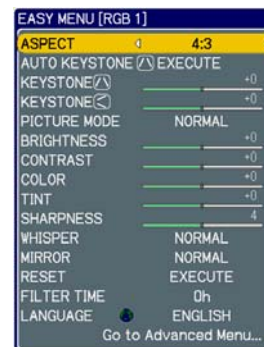 EASY MENU [RGB 1]
ASPECT 4:3
AUTO KEYSTONE EXECUTE
KEYSTONE +0
KEYSTONE +0
PICTURE MODE NORMAL
BRIGHTNESS +0
CONTRAST +0
COLOR +0
TINT +0
SHARPNESS 4
WHISPER NORMAL
MIRROR NORMAL
RESET EXECUTE
FILTER TIME 0h
LANGUAGE ENGLISH
Go to Advanced Menu...